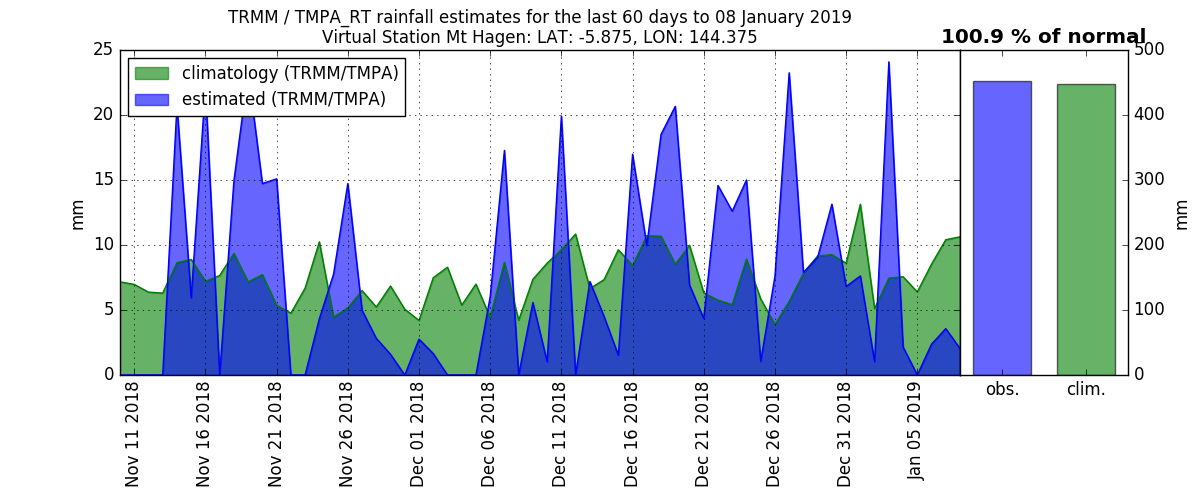 TRMM / TMPA_RT rainfall estimates for the last 60 days to 08 January 2019
Virtual Station Mt Hagen: LAT: -5.875, LON: 144.375
100.9 % of normal
climatology (TRMM/TMPA)
estimated (TRMM/TMPA)
25
20
15
10
5
0
mm
Nov 11 2018
Nov 16 2018
Nov 21 2018
Nov 26 2018
Dec 01 2018
Dec 06 2018
Dec 11 2018
Dec 16 2018
Dec 21 2018
Dec 26 2018
Dec 31 2018
Jan 05 2019
obs.
clim.
500
400
300
200
100
0
mm